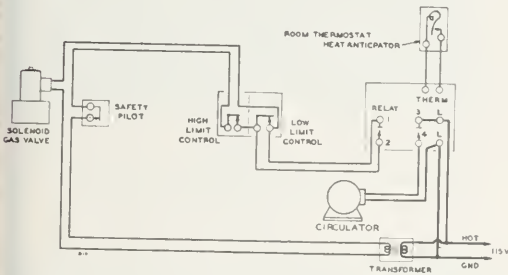 ROOM THERMOSTAT
HEAT ANTICPATOR
THERM
RELAY
1
3
L
2
4
L
SAFETY
PILOT
SOLENOID
GAS VALVE
HIGH
LIMIT
CONTROL
LOW
LIMIT
CONTROL
CIRCULATOR
HOT
115V
GND
TRANSFORMER